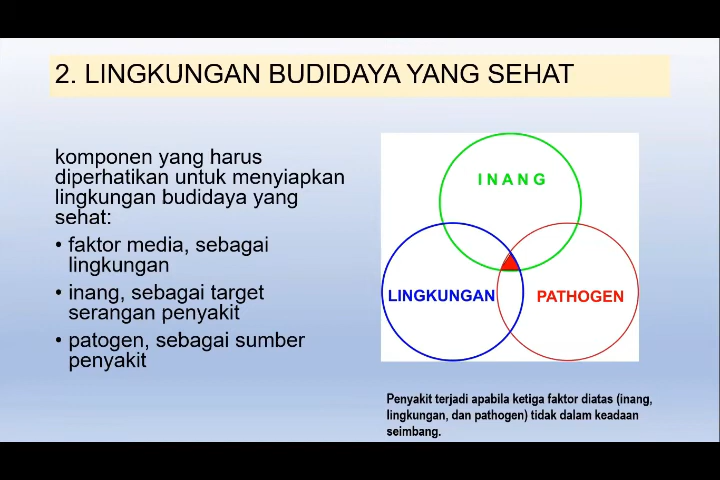 2. LINGKUNGAN BUDIDAYA YANG SEHAT
komponen yang harus
diperhatikan untuk menyiapkan
lingkungan budidaya yang
sehat:
• faktor media, sebagai
lingkungan
• inang, sebagai target
serangan penyakit
• patogen, sebagai sumber
penyakit
I N A N G
LINGKUNGAN
PATHOGEN
Penyakit terjadi apabila ketiga faktor diatas (inang,
lingkungan, dan pathogen) tidak dalam keadaan
seimbang.